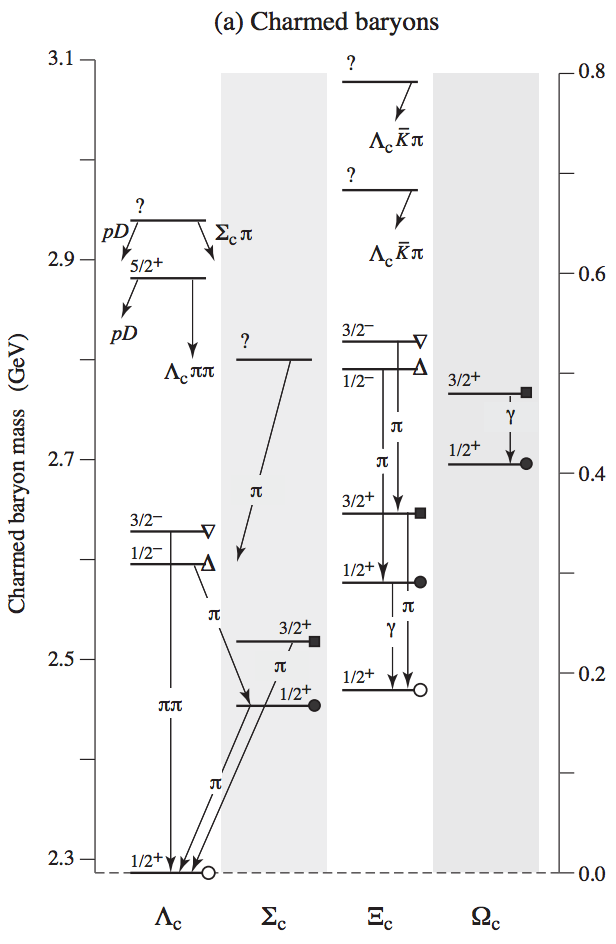 (a) Charmed baryons
Charmed baryon mass (GeV)
3.1
2.9
2.7
2.5
2.3
0.8
0.6
0.4
0.2
0.0
?
pD
Σc π
5/2+
pD
Λc ππ
3/2−
1/2−
π
ππ
π
1/2+
?
π
3/2+
π
1/2+
?
Λc K̄π
?
Λc K̄π
3/2−
1/2−
π
π
3/2+
1/2+
π
γ
1/2+
3/2+
γ
1/2+
Λc Σc Ξc Ωc